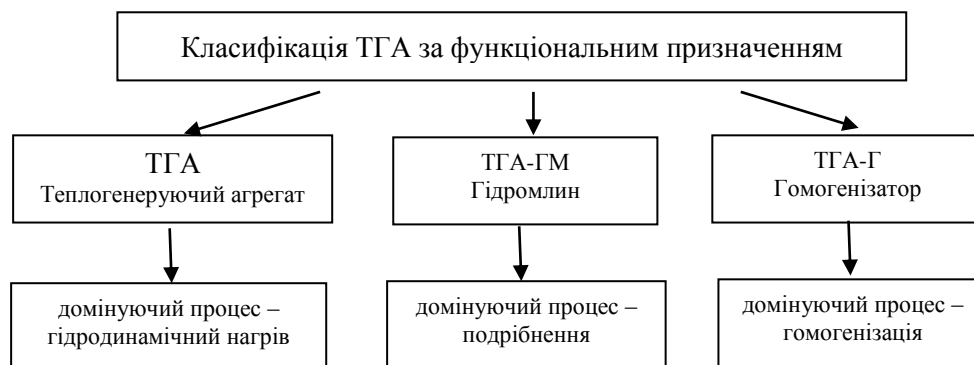 Класифікація ТГА за функціональним призначенням
ТГА
Теплогенеруючий агрегат
ТГА-ГМ
Гідромлин
ТГА-Г
Гомогенізатор
домінуючий процес –
гідродинамічний нагрів
домінуючий процес –
подрібнення
домінуючий процес –
гомогенізація